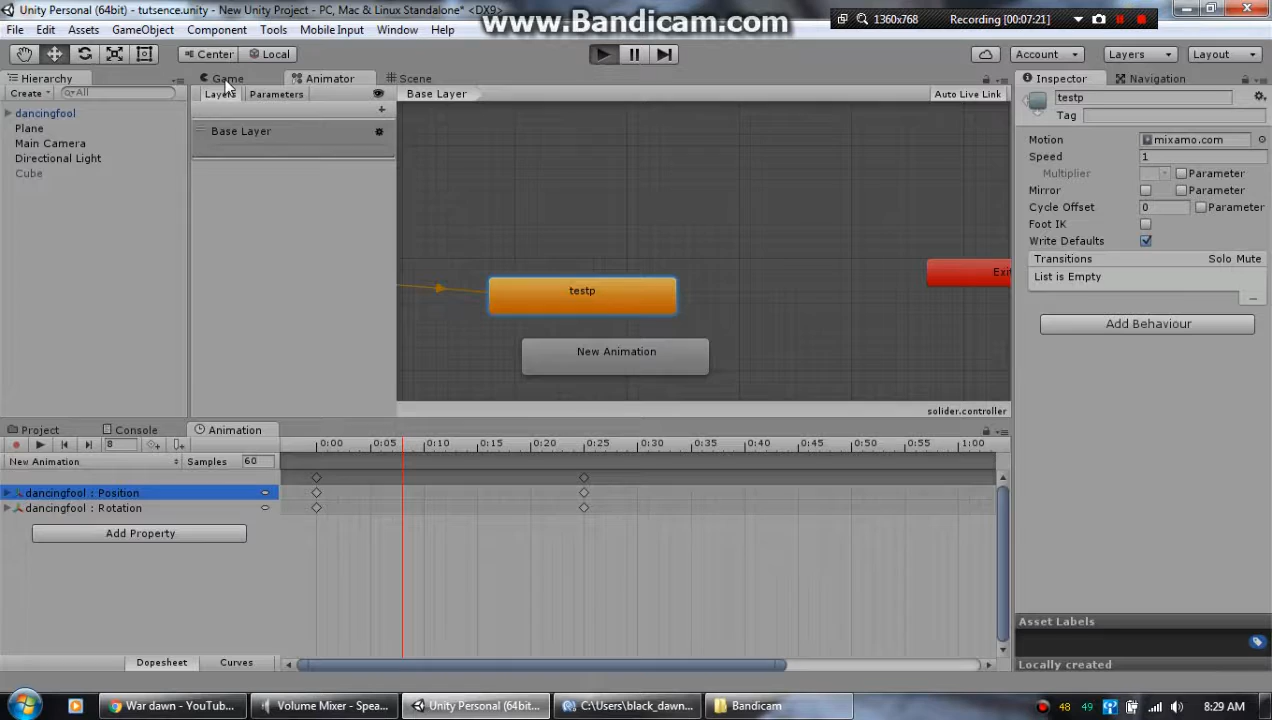 Unity Personal (64bit) - tutsence.unity - New Unity Project - PC, Mac & Linux Standalone* <DX9>
www.Bandicam.com
1360x768
Recording [00:07:21]
File Edit Assets GameObject Component Tools Mobile Input Window Help
Center Local
Account Layers Layout
Hierarchy
Create
All
dancingfool
Plane
Main Camera
Directional Light
Cube
Game Animator Scene
Layers Parameters
Base Layer
Auto Live Link
Base Layer
testp
New Animation
Exit
solider.controller
Inspector Navigation
testp
Tag
Motion mixamo.com
Speed 1
Multiplier Parameter
Mirror Parameter
Cycle Offset 0 Parameter
Foot IK
Write Defaults
Transitions Solo Mute
List is Empty
Add Behaviour
Project Console Animation
8
0:00 0:05 0:10 0:15 0:20 0:25 0:30 0:35 0:40 0:45 0:50 0:55 1:00
New Animation Samples 60
dancingfool : Position
dancingfool : Rotation
Add Property
Dopesheet Curves
Asset Labels
Locally created
War dawn - YouTub...
Volume Mixer - Spea...
Unity Personal (64bit...
C:\Users\black_dawn...
Bandicam
48 49
8:29 AM